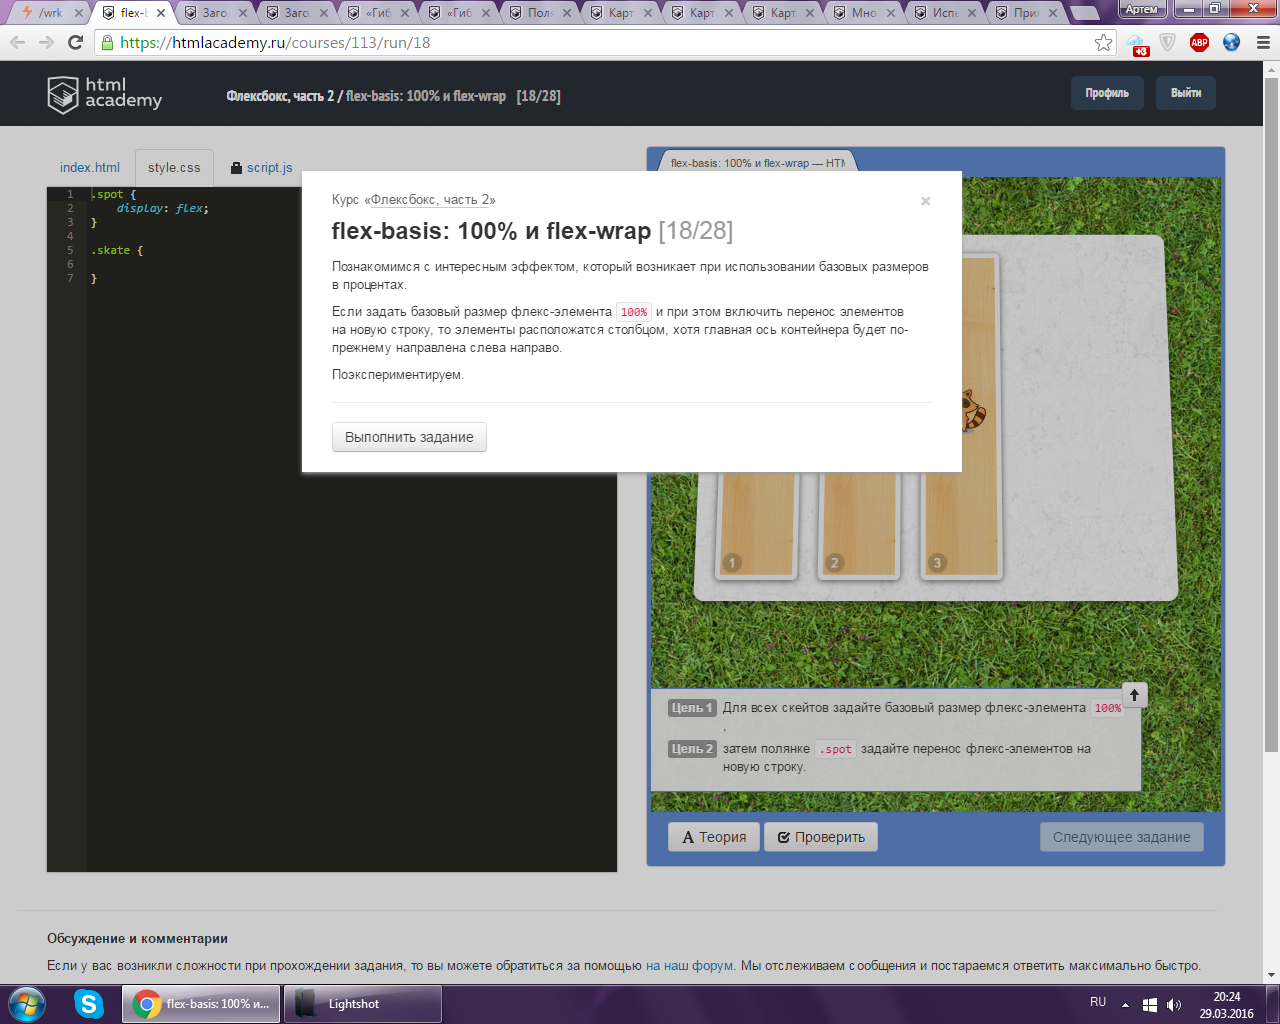 /wrk
flex-b
Загол
Заго
«Гиб
«Гиб
Поля
Карт
Карт
Карт
Мно
Испы
При
Артем
https://htmlacademy.ru/courses/113/run/18
+3
ABP
html
academy
Флексбокс, часть 2 / flex-basis: 100% и flex-wrap [18/28]
Профиль
Выйти
index.html
style.css
script.js
flex-basis: 100% и flex-wrap — HTM
1 .spot {
2 display: flex;
3 }
4
5 .skate {
6
7 }
Курс «Флексбокс, часть 2»
×
flex-basis: 100% и flex-wrap [18/28]
Познакомимся с интересным эффектом, который возникает при использовании базовых размеров
в процентах.
Если задать базовый размер флекс-элемента 100% и при этом включить перенос элементов
на новую строку, то элементы расположатся столбцом, хотя главная ось контейнера будет по-
прежнему направлена слева направо.
Поэкспериментируем.
Выполнить задание
1
2
3
Цель 1 Для всех скейтов задайте базовый размер флекс-элемента 100%
,
Цель 2 затем полянке .spot задайте перенос флекс-элементов на
новую строку.
Теория
Проверить
Следующее задание
Обсуждение и комментарии
Если у вас возникли сложности при прохождении задания, то вы можете обратиться за помощью на наш форум. Мы отслеживаем сообщения и постараемся ответить максимально быстро.
flex-basis: 100% и...
Lightshot
RU
20:24
29.03.2016